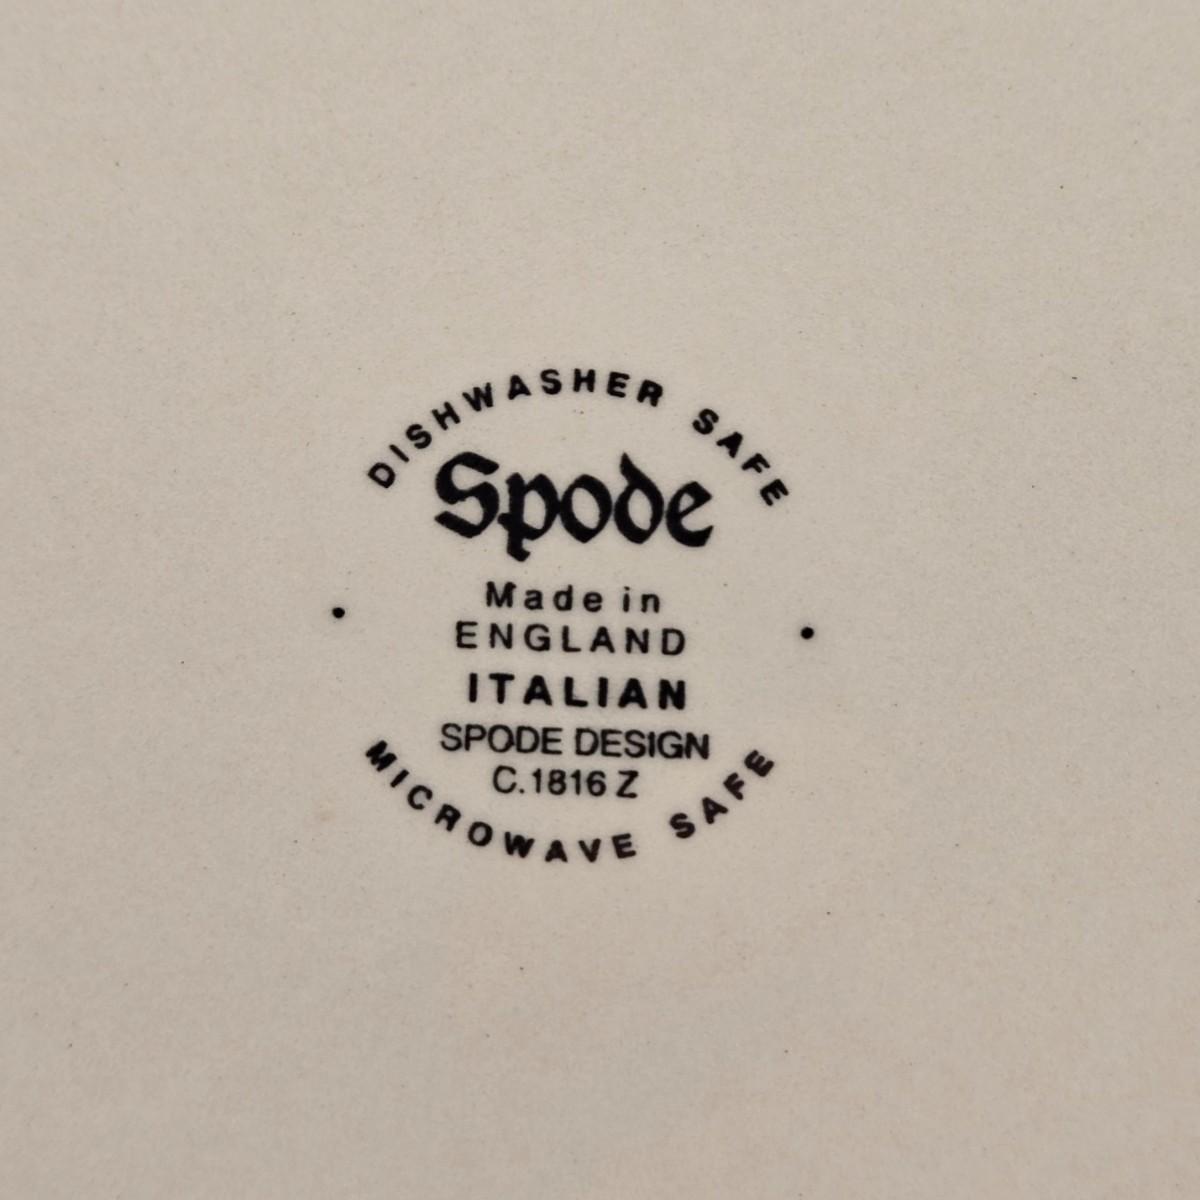 DISHWASHER SAFE
Spode
Made in
ENGLAND
ITALIAN
SPODE DESIGN
C.1816 Z
MICROWAVE SAFE